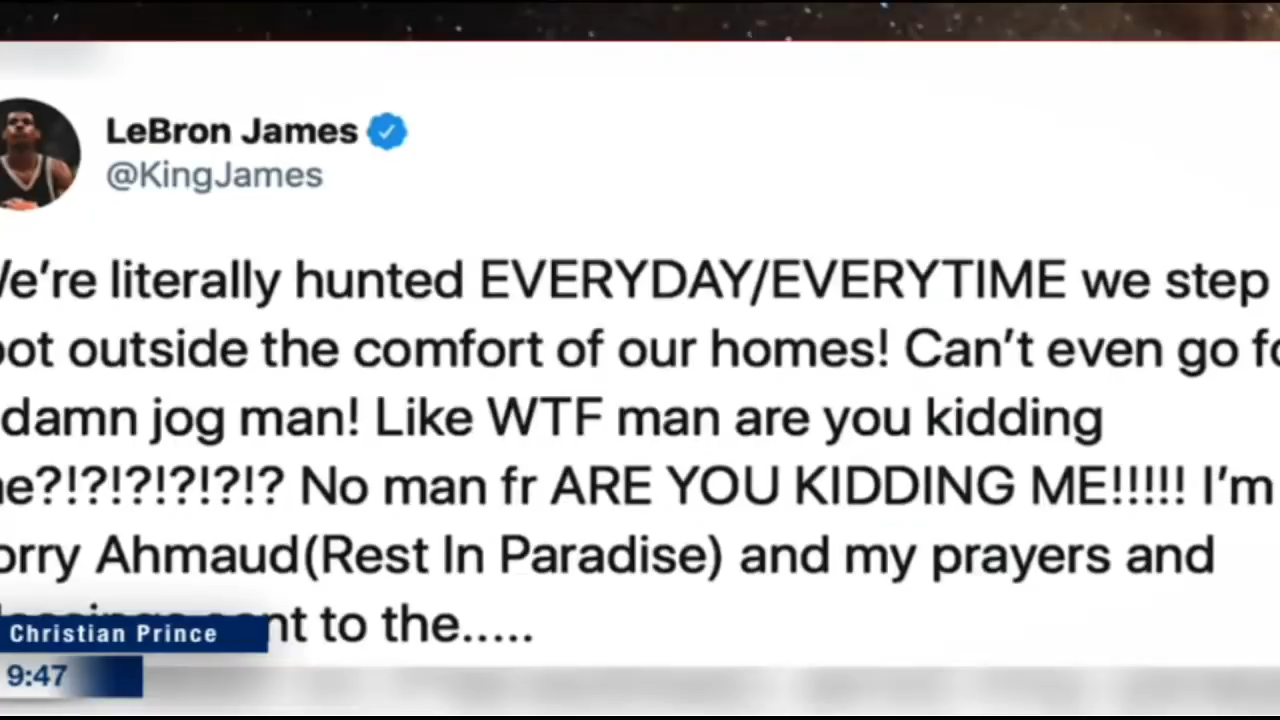 LeBron James
@KingJames
e're literally hunted EVERYDAY/EVERYTIME we step
oot outside the comfort of our homes! Can't even go fo
damn jog man! Like WTF man are you kidding
e?!?!?!?!?!? No man fr ARE YOU KIDDING ME!!!!! I'm
orry Ahmaud(Rest In Paradise) and my prayers and
nt to the.....
Christian Prince
9:47